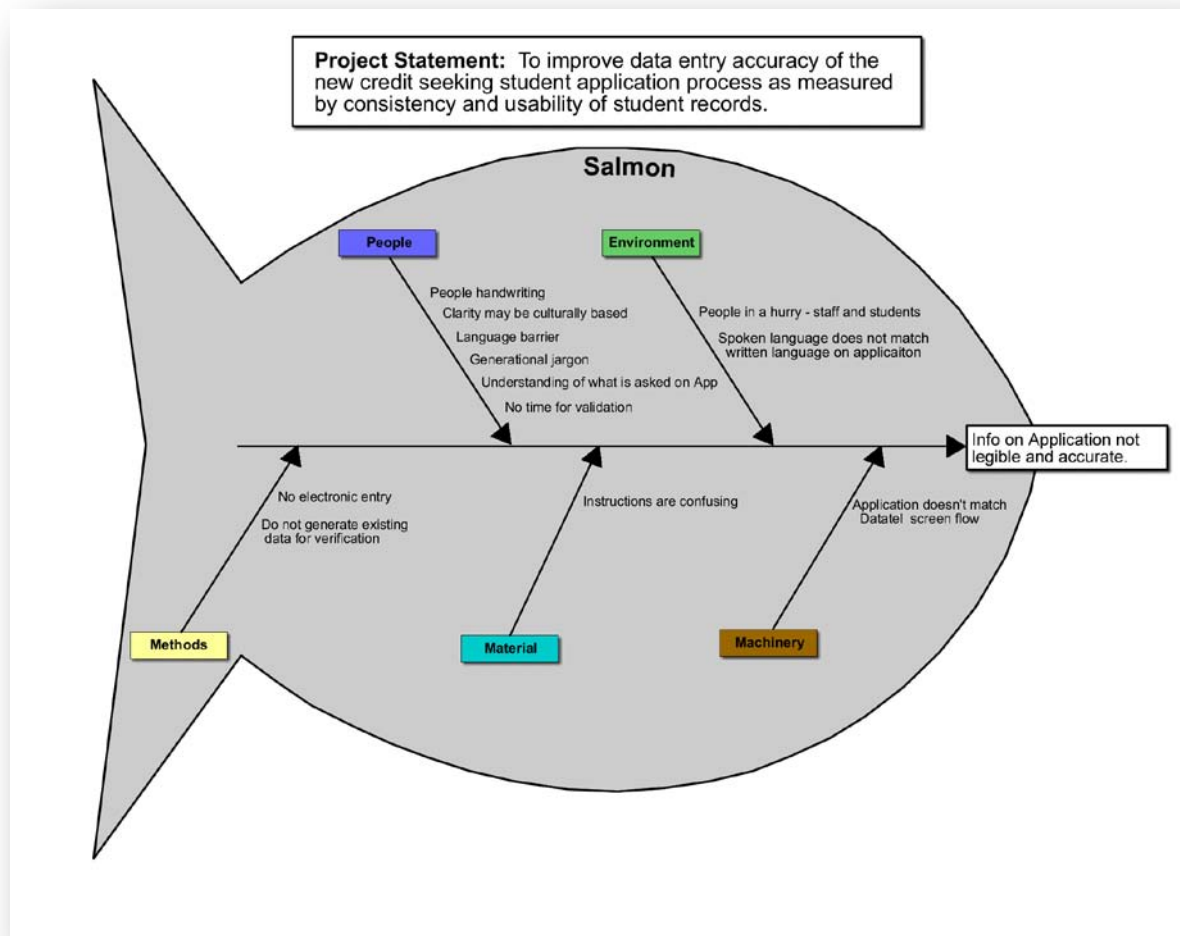 Project Statement: To improve data entry accuracy of the
new credit seeking student application process as measured
by consistency and usability of student records.
Salmon
People
Environment
People handwriting
Clarity may be culturally based
Language barrier
Generational jargon
Understanding of what is asked on App
No time for validation
People in a hurry - staff and students
Spoken language does not match
written language on applicaiton
Info on Application not
legible and accurate.
No electronic entry
Do not generate existing
data for verification
Instructions are confusing
Application doesn't match
Datatel screen flow
Methods
Material
Machinery